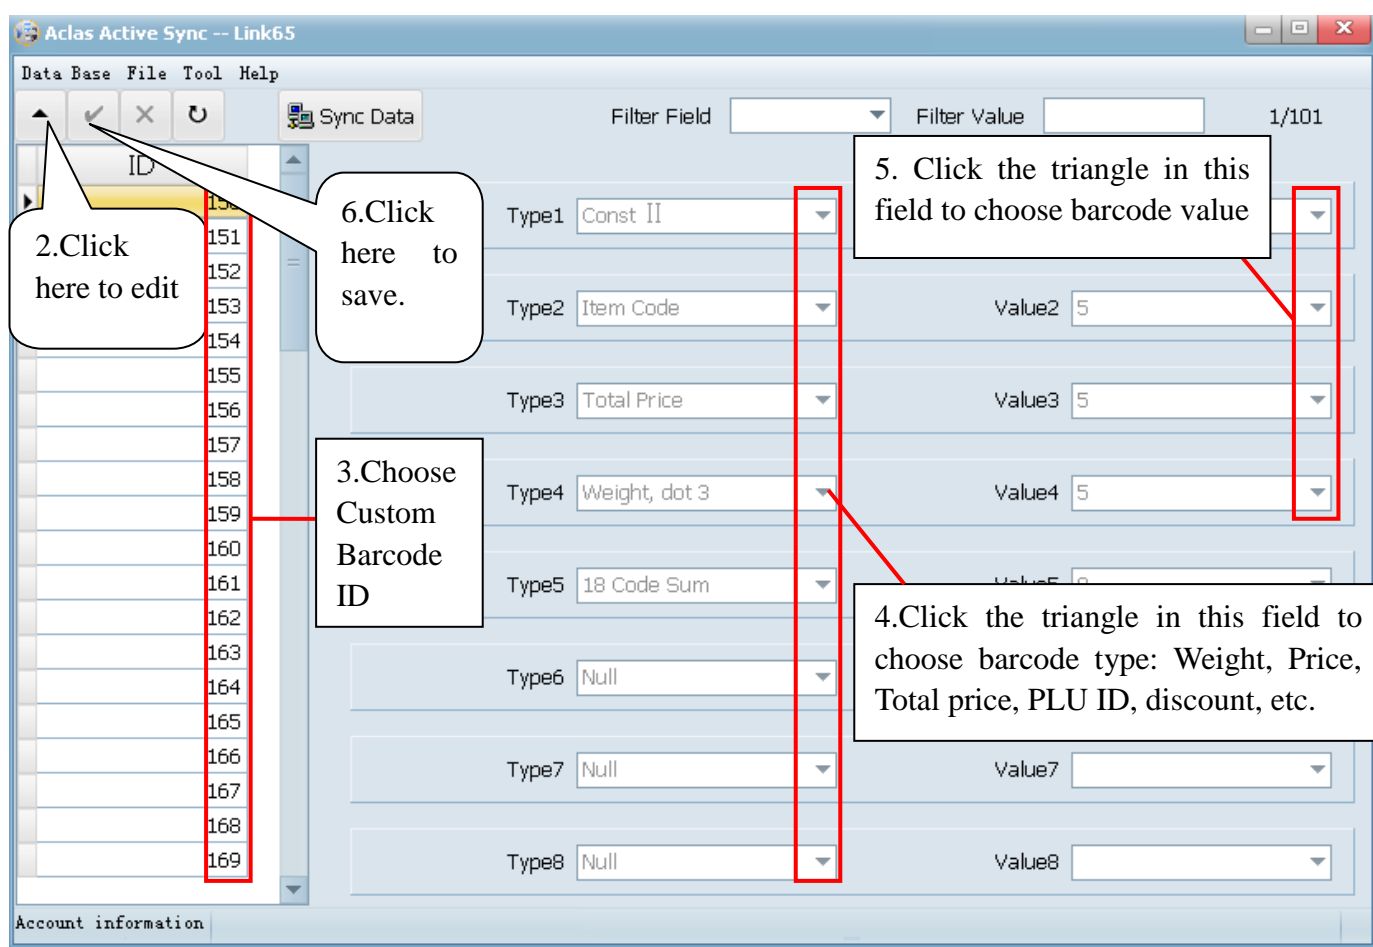 Aclas Active Sync -- Link65
Data Base File Tool Help
Sync Data
Filter Field
Filter Value
1/101
ID
151
152
153
154
155
156
157
158
159
160
161
162
163
164
165
166
167
168
169
2.Click
here to edit
6.Click
here to
save.
3.Choose
Custom
Barcode
ID
5. Click the triangle in this
field to choose barcode value
Type1 Const II
Type2 Item Code
Value2 5
Type3 Total Price
Value3 5
Type4 Weight, dot 3
Value4 5
Type5 18 Code Sum
4.Click the triangle in this field to
choose barcode type: Weight, Price,
Total price, PLU ID, discount, etc.
Type6 Null
Type7 Null
Value7
Type8 Null
Value8
Account information